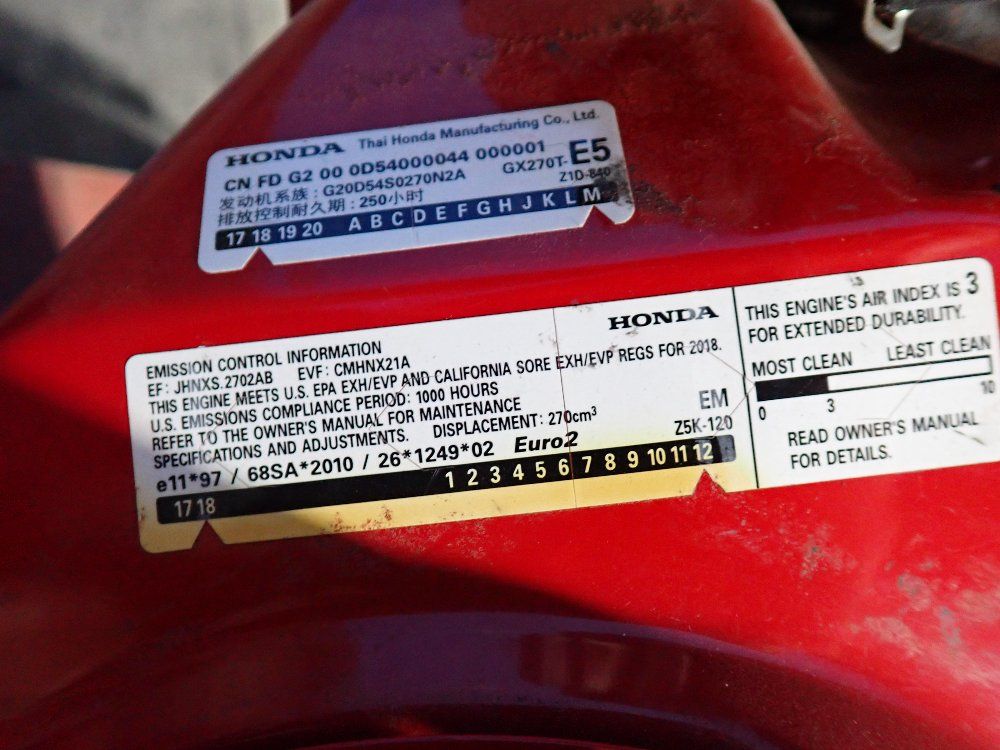 HONDA Thai Honda Manufacturing Co., Ltd.
CN FD G2 00 0D54000044 000001
发动机系族 : G20D54S0270N2A GX270T-E5
排放控制耐久期 : 250小时 Z1D-840
17 18 19 20 A B C D E F G H J K L M
EMISSION CONTROL INFORMATION HONDA
EF: JHNXS.2702AB EVF: CMHNX21A
THIS ENGINE MEETS U.S. EPA EXH/EVP AND CALIFORNIA SORE EXH/EVP REGS FOR 2018.
U.S. EMISSIONS COMPLIANCE PERIOD: 1000 HOURS
REFER TO THE OWNER'S MANUAL FOR MAINTENANCE
SPECIFICATIONS AND ADJUSTMENTS. DISPLACEMENT: 270cm³ EM
e11*97 / 68SA*2010 / 26*1249*02 Euro2 Z5K-120
17 18 1 2 3 4 5 6 7 8 9 10 11 12
THIS ENGINE'S AIR INDEX IS 3
FOR EXTENDED DURABILITY.
MOST CLEAN LEAST CLEAN
0 3 10
READ OWNER'S MANUAL
FOR DETAILS.